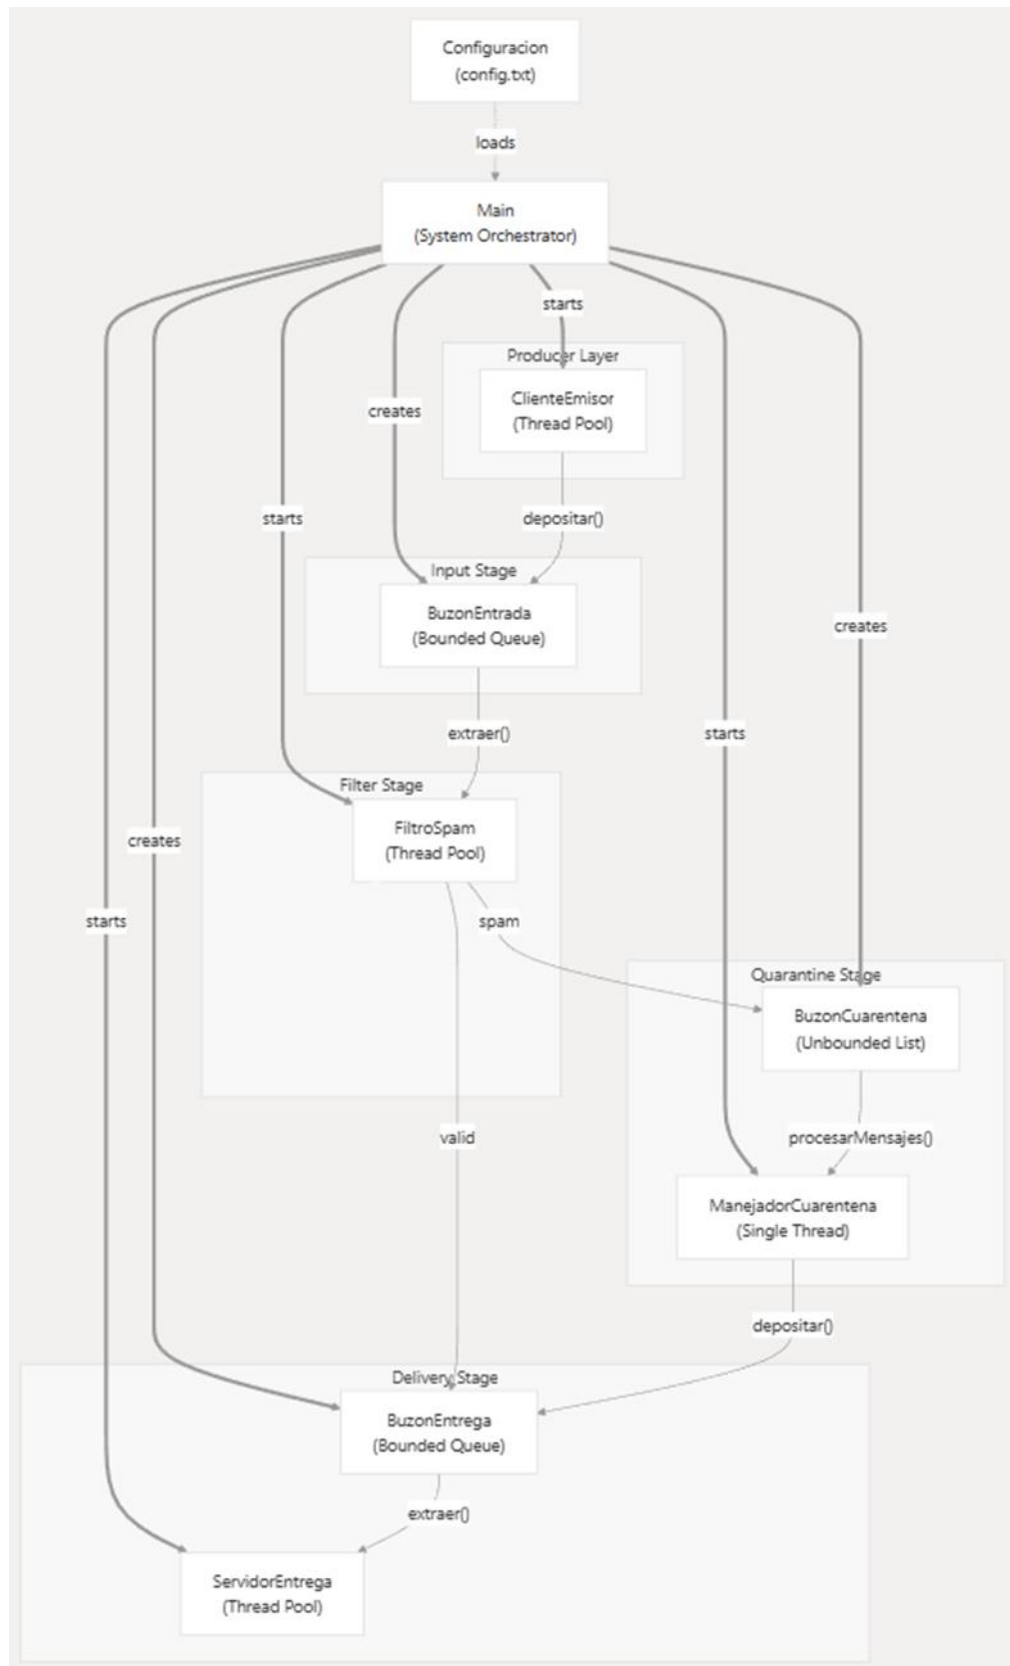 Configuracion
(config.txt)
loads
Main
(System Orchestrator)
starts
Producer Layer
ClienteEmisor
(Thread Pool)
creates
starts
depositar()
Input Stage
BuzonEntrada
(Bounded Queue)
creates
extraer()
starts
Filter Stage
FiltroSpam
(Thread Pool)
creates
starts
spam
Quarantine Stage
BuzonCuarentena
(Unbounded List)
valid
procesarMensajes()
ManejadorCuarentena
(Single Thread)
depositar()
Delivery Stage
BuzonEntrega
(Bounded Queue)
extraer()
ServidorEntrega
(Thread Pool)